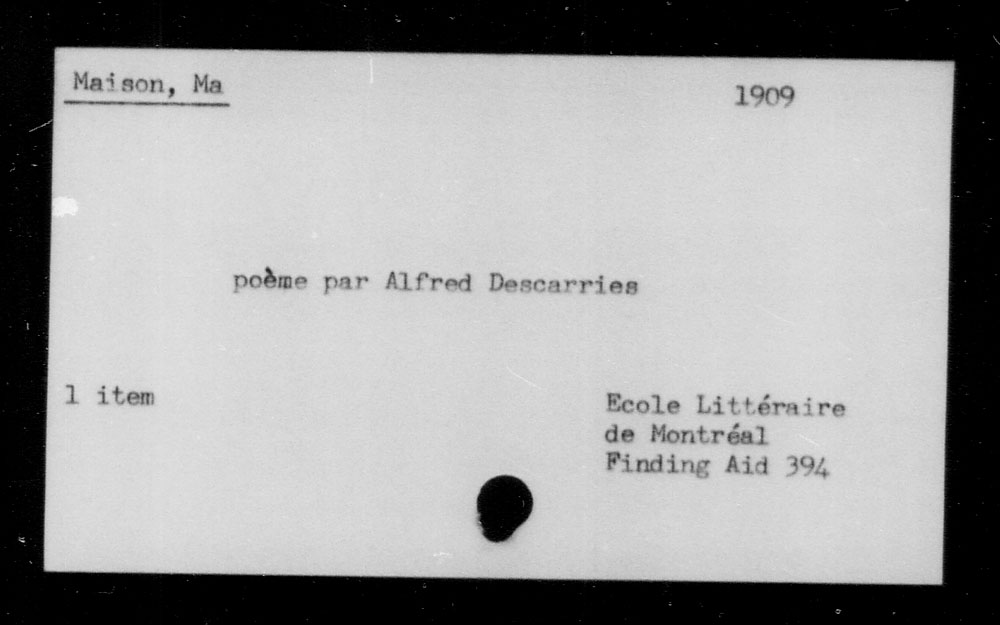 Maison, Ma
1909
poème par Alfred Descarries
1 item
Ecole Littéraire
de Montréal
Finding Aid 394